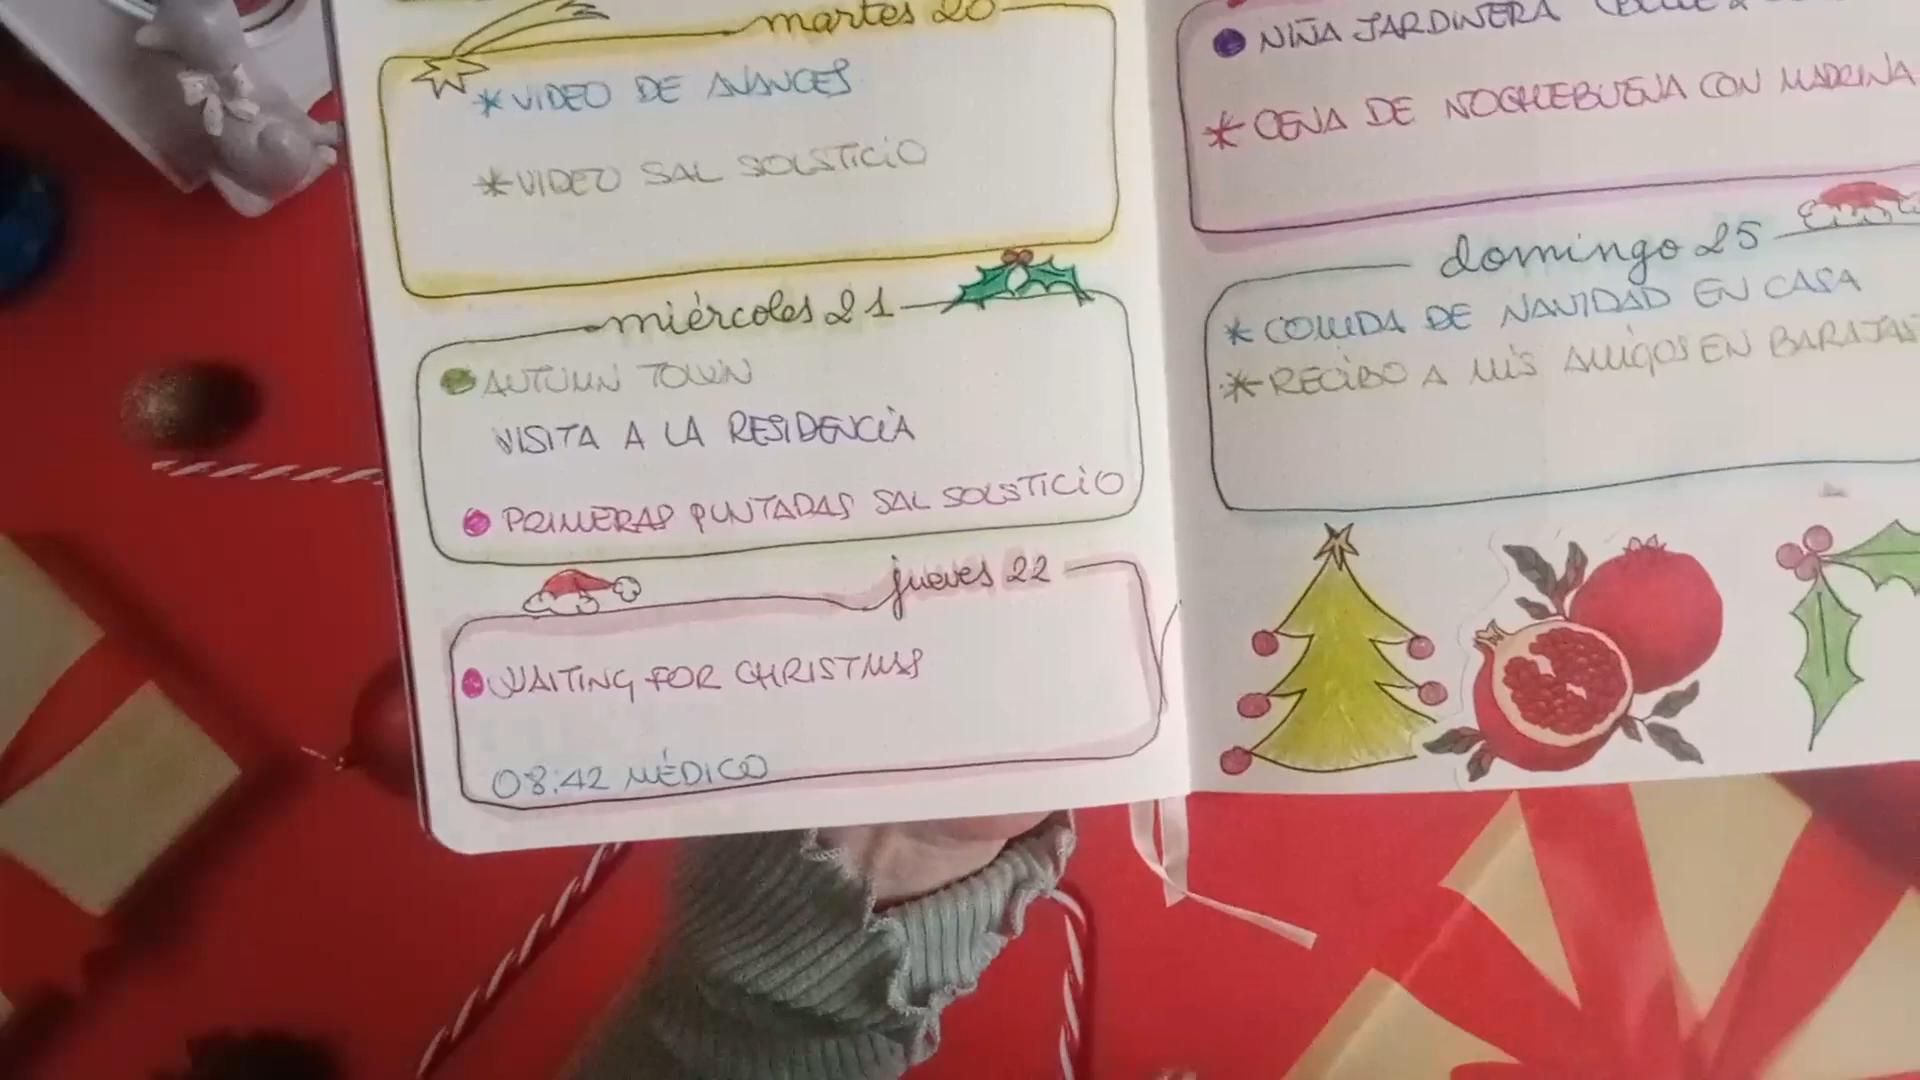 martes 20
* VIDEO DE AVANCES
* VIDEO SAL SOLSTICIO
miércoles 21
AUTUMN TOWN
VISITA A LA RESIDENCIA
PRIMERAS PUNTADAS SAL SOLSTICIO
jueves 22
WAITING FOR CHRISTMAS
08:42 MÉDICO
NIÑA JARDINERA
* CENA DE NOCHEBUENA CON MADRINA
domingo 25
* COMIDA DE NAVIDAD EN CASA
* RECIBO A MIS AMIGOS EN BARAJAS